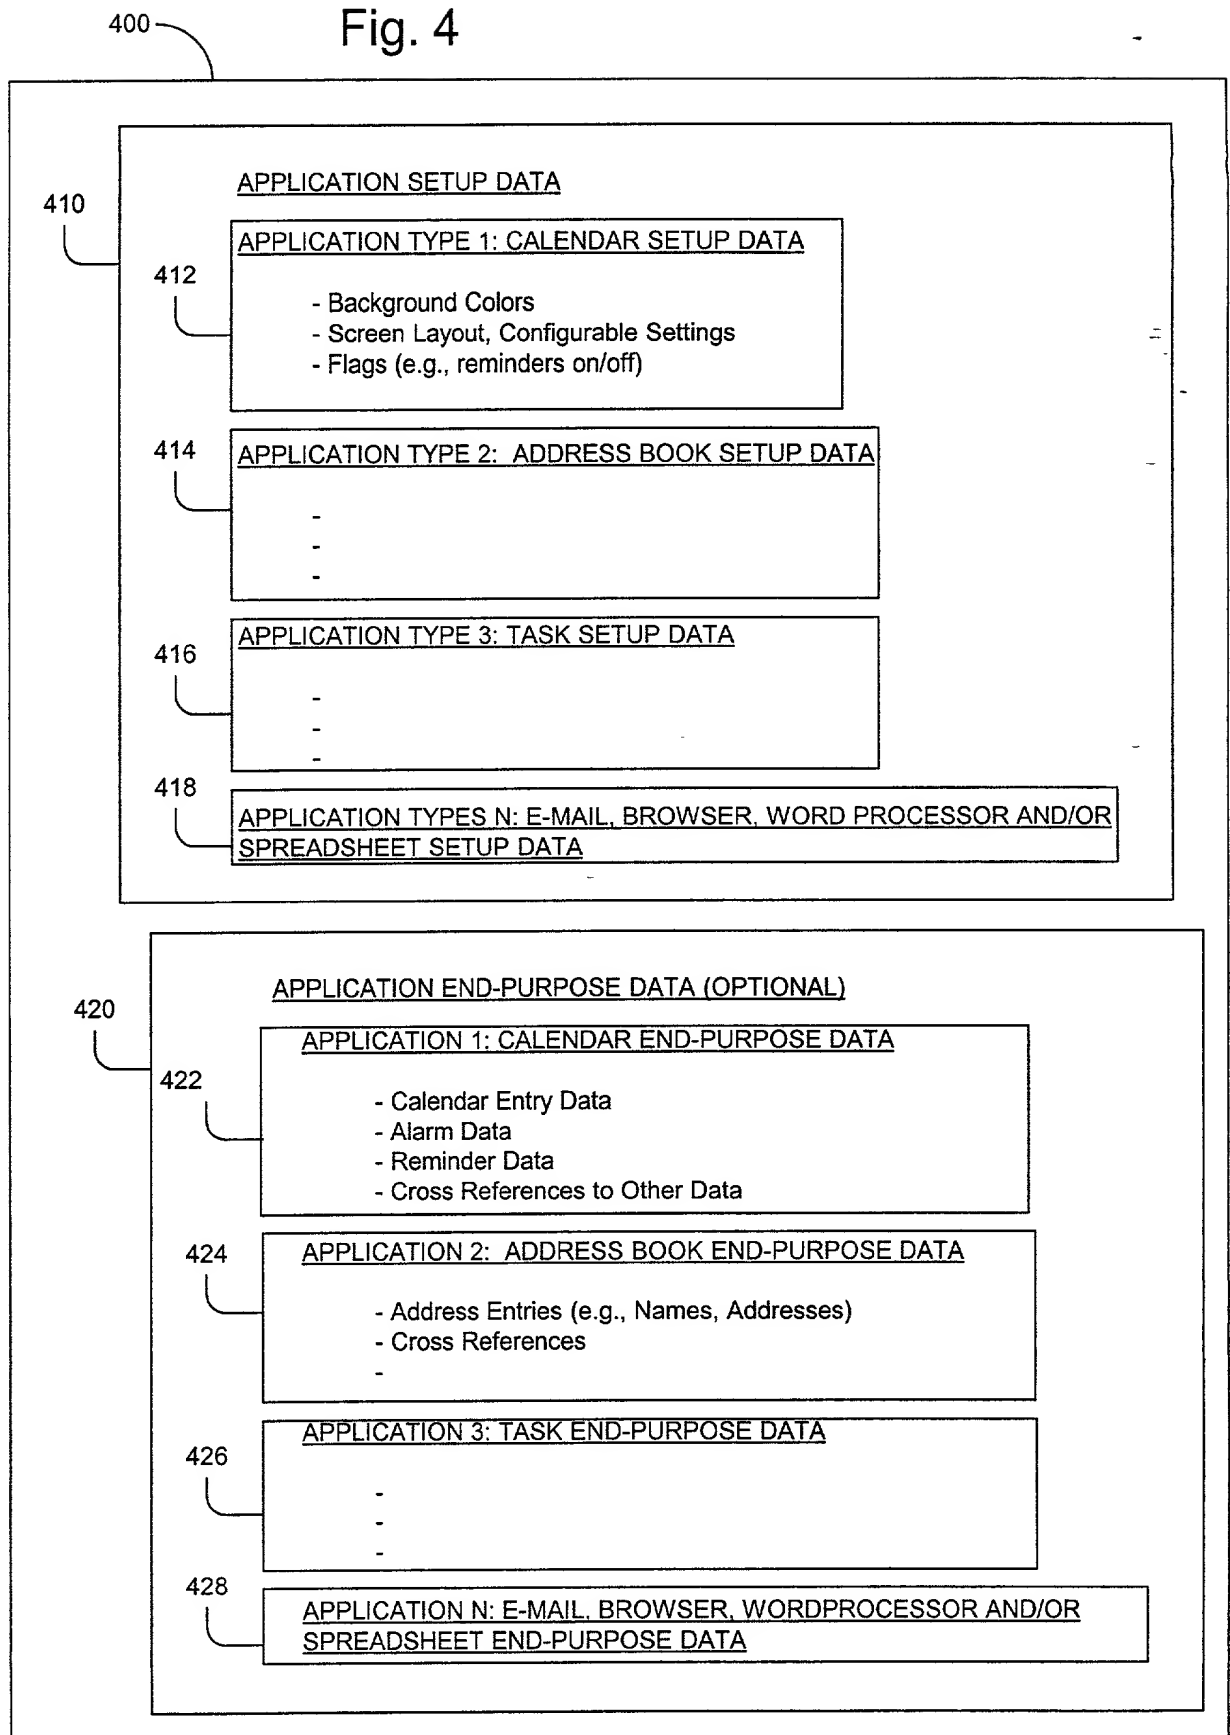 400
Fig. 4
APPLICATION SETUP DATA
410
APPLICATION TYPE 1: CALENDAR SETUP DATA
412
- Background Colors
- Screen Layout, Configurable Settings
- Flags (e.g., reminders on/off)
414
APPLICATION TYPE 2: ADDRESS BOOK SETUP DATA
-
-
-
416
APPLICATION TYPE 3: TASK SETUP DATA
-
-
-
418
APPLICATION TYPES N: E-MAIL, BROWSER, WORD PROCESSOR AND/OR
SPREADSHEET SETUP DATA
APPLICATION END-PURPOSE DATA (OPTIONAL)
420
APPLICATION 1: CALENDAR END-PURPOSE DATA
422
- Calendar Entry Data
- Alarm Data
- Reminder Data
- Cross References to Other Data
424
APPLICATION 2: ADDRESS BOOK END-PURPOSE DATA
- Address Entries (e.g., Names, Addresses)
- Cross References
-
APPLICATION 3: TASK END-PURPOSE DATA
426
-
-
-
428
APPLICATION N: E-MAIL, BROWSER, WORDPROCESSOR AND/OR
SPREADSHEET END-PURPOSE DATA